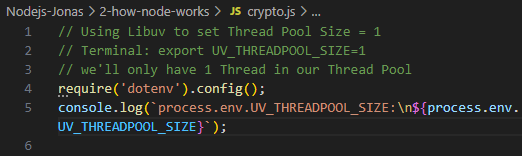 Nodejs-Jonas > 2-how-node-works > crypto.js > ...
1 // Using Libuv to set Thread Pool Size = 1
2 // Terminal: export UV_THREADPOOL_SIZE=1
3 // we'll only have 1 Thread in our Thread Pool
4 require('dotenv').config();
5 console.log(`process.env.UV_THREADPOOL_SIZE:\n${process.env.
UV_THREADPOOL_SIZE}`);
6